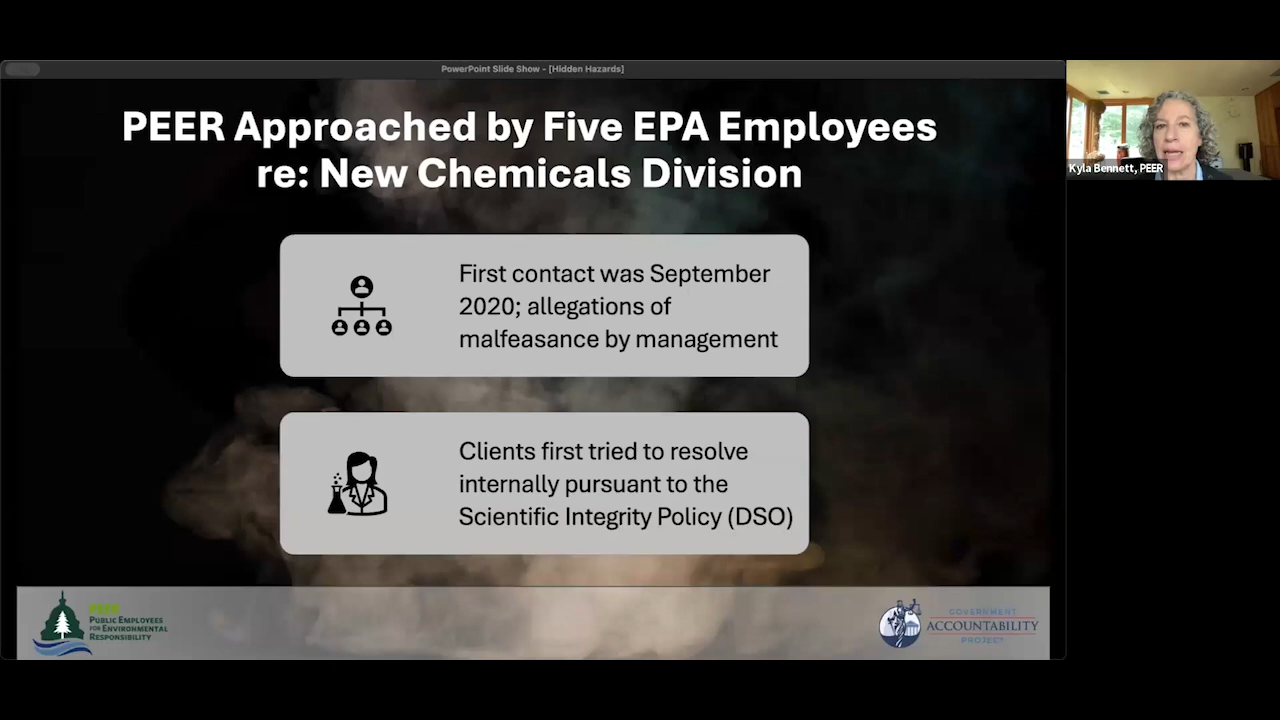 PowerPoint Slide Show - [Hidden Hazards]
PEER Approached by Five EPA Employees
re: New Chemicals Division
Kyla Bennett, PEER
First contact was September
2020; allegations of
malfeasance by management
Clients first tried to resolve
internally pursuant to the
Scientific Integrity Policy (DSO)
PEER
PUBLIC EMPLOYEES
FOR ENVIRONMENTAL
RESPONSIBILITY
GOVERNMENT
ACCOUNTABILITY
PROJECT